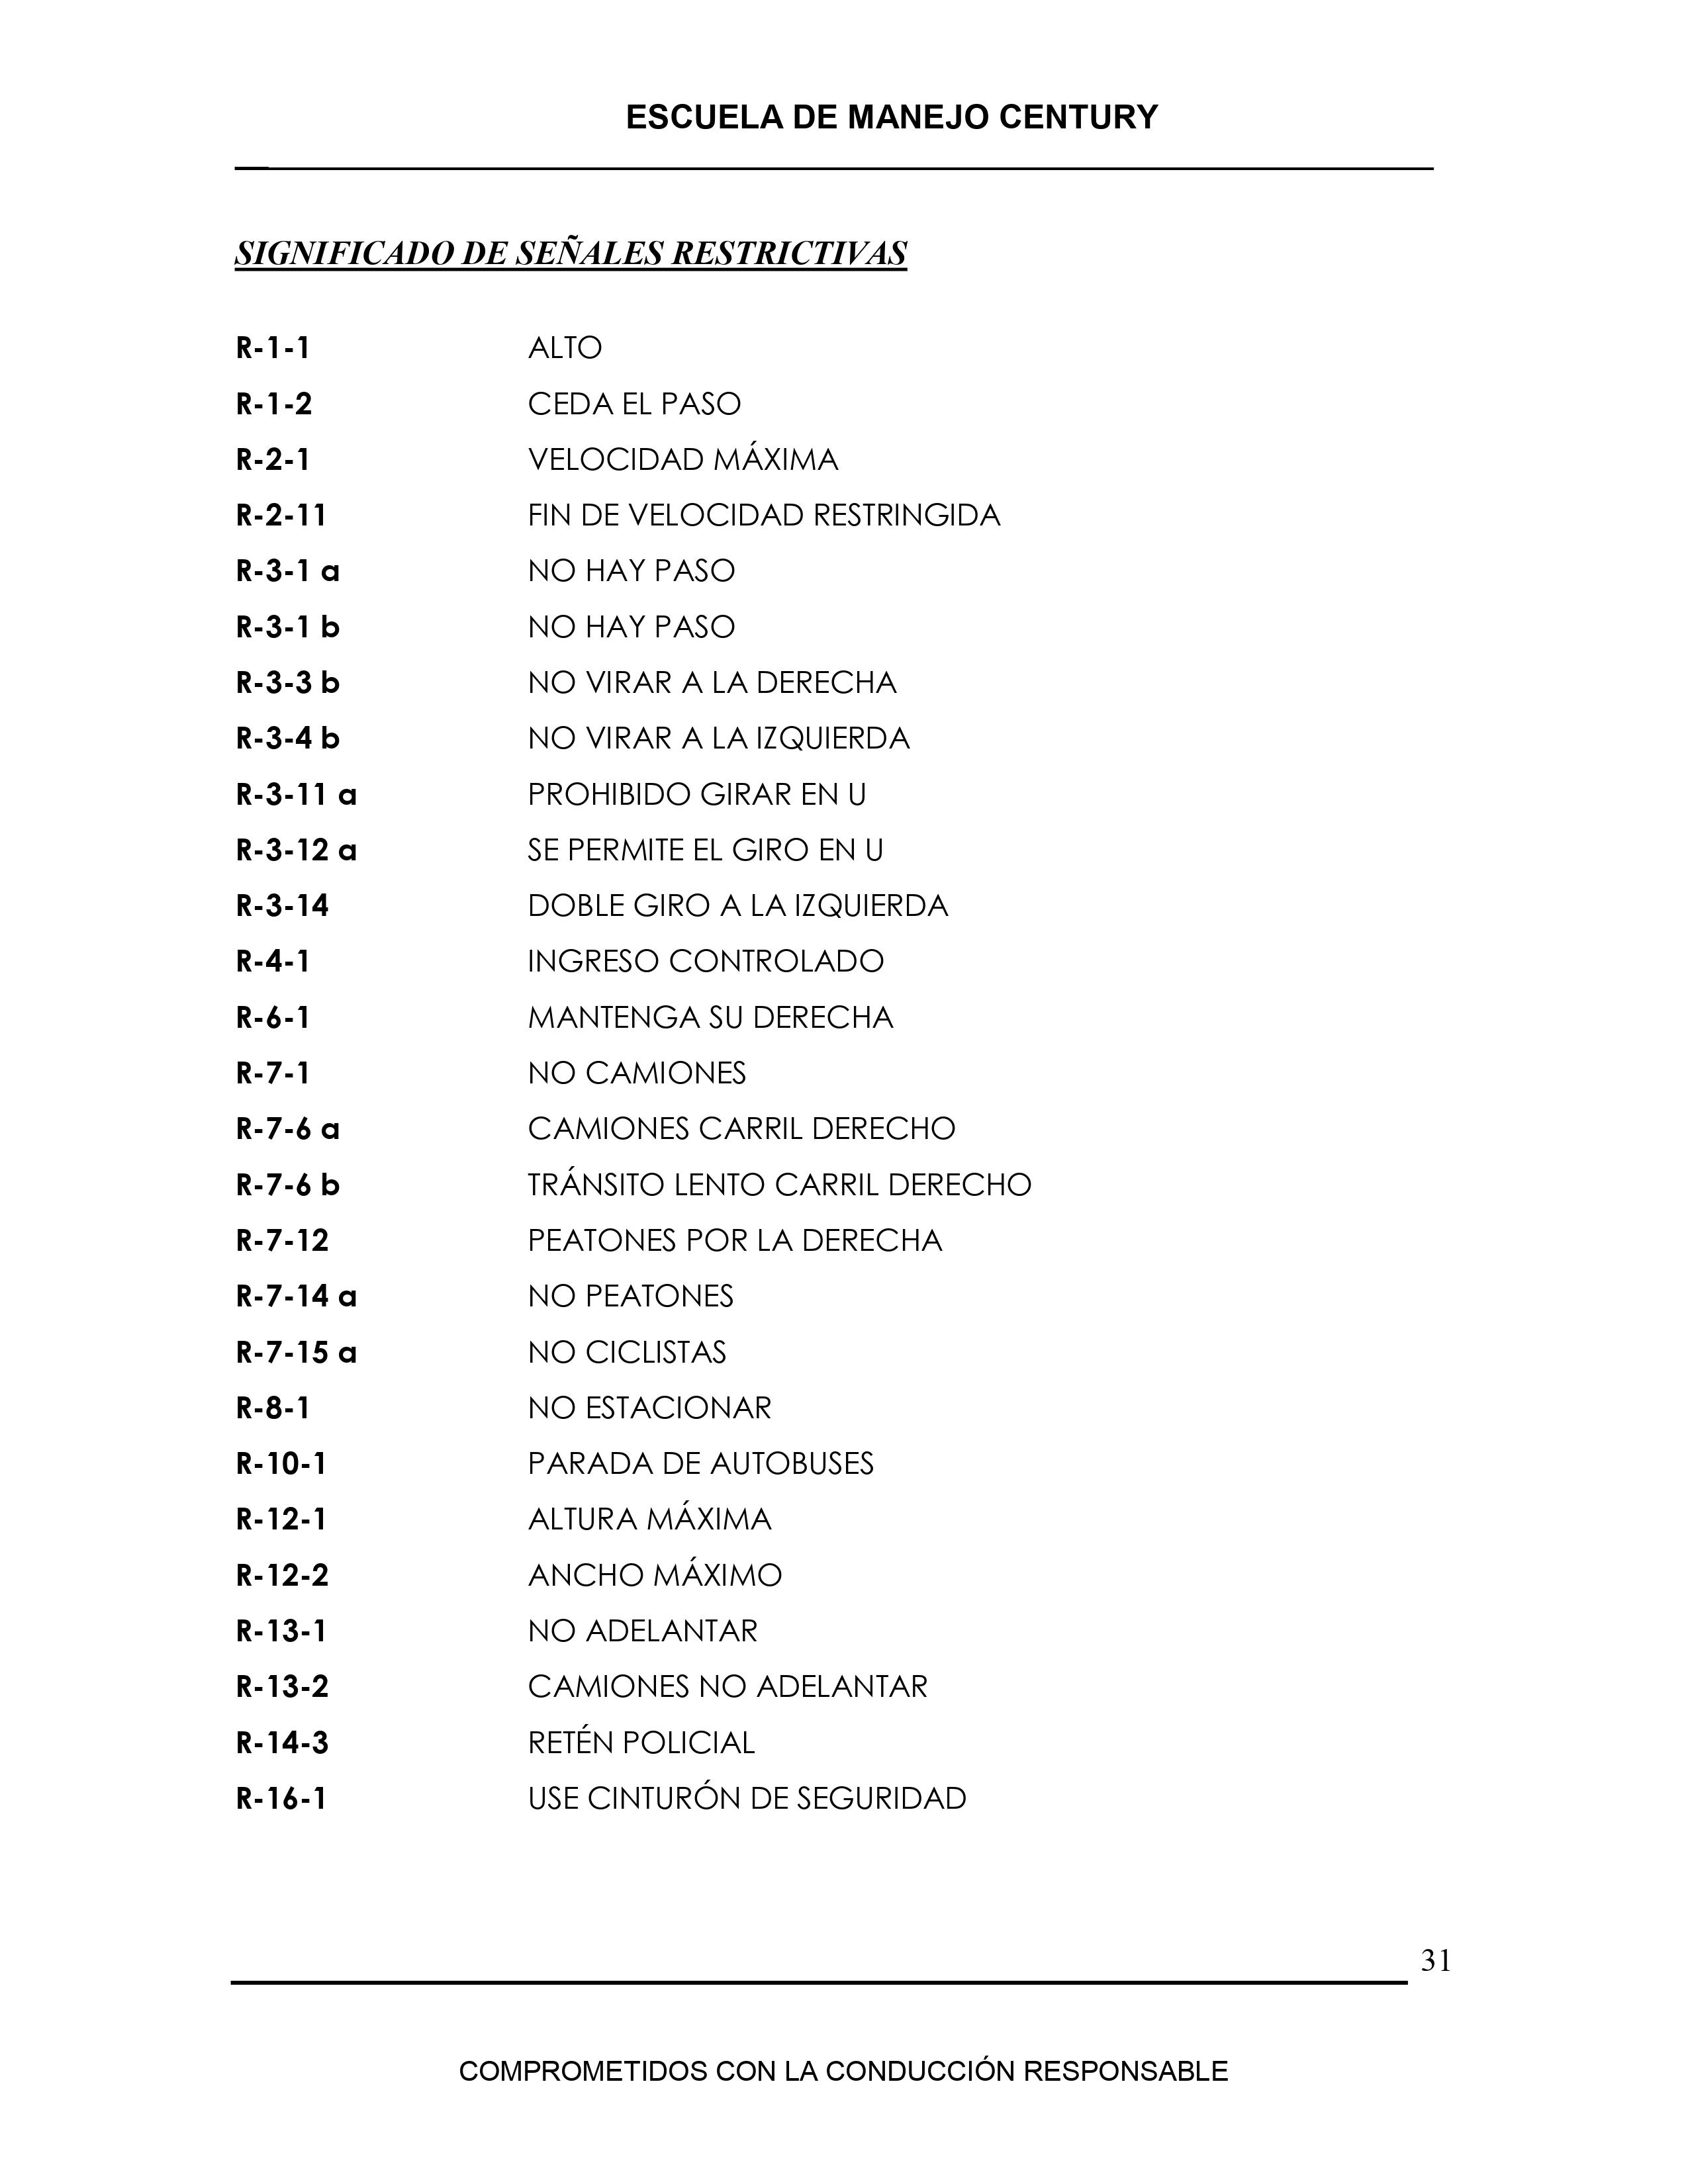 ESCUELA DE MANEJO CENTURY
SIGNIFICADO DE SEÑALES RESTRICTIVAS
R-1-1 ALTO
R-1-2 CEDA EL PASO
R-2-1 VELOCIDAD MÁXIMA
R-2-11 FIN DE VELOCIDAD RESTRINGIDA
R-3-1 a NO HAY PASO
R-3-1 b NO HAY PASO
R-3-3 b NO VIRAR A LA DERECHA
R-3-4 b NO VIRAR A LA IZQUIERDA
R-3-11 a PROHIBIDO GIRAR EN U
R-3-12 a SE PERMITE EL GIRO EN U
R-3-14 DOBLE GIRO A LA IZQUIERDA
R-4-1 INGRESO CONTROLADO
R-6-1 MANTENGA SU DERECHA
R-7-1 NO CAMIONES
R-7-6 a CAMIONES CARRIL DERECHO
R-7-6 b TRÁNSITO LENTO CARRIL DERECHO
R-7-12 PEATONES POR LA DERECHA
R-7-14 a NO PEATONES
R-7-15 a NO CICLISTAS
R-8-1 NO ESTACIONAR
R-10-1 PARADA DE AUTOBUSES
R-12-1 ALTURA MÁXIMA
R-12-2 ANCHO MÁXIMO
R-13-1 NO ADELANTAR
R-13-2 CAMIONES NO ADELANTAR
R-14-3 RETÉN POLICIAL
R-16-1 USE CINTURÓN DE SEGURIDAD
31
COMPROMETIDOS CON LA CONDUCCIÓN RESPONSABLE